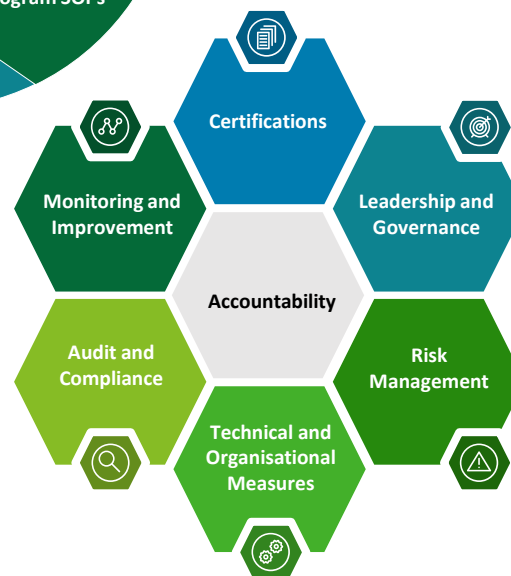 Certifications
Monitoring and
Improvement
Leadership and
Governance
Accountability
Audit and
Compliance
Risk
Management
Technical and
Organisational
Measures